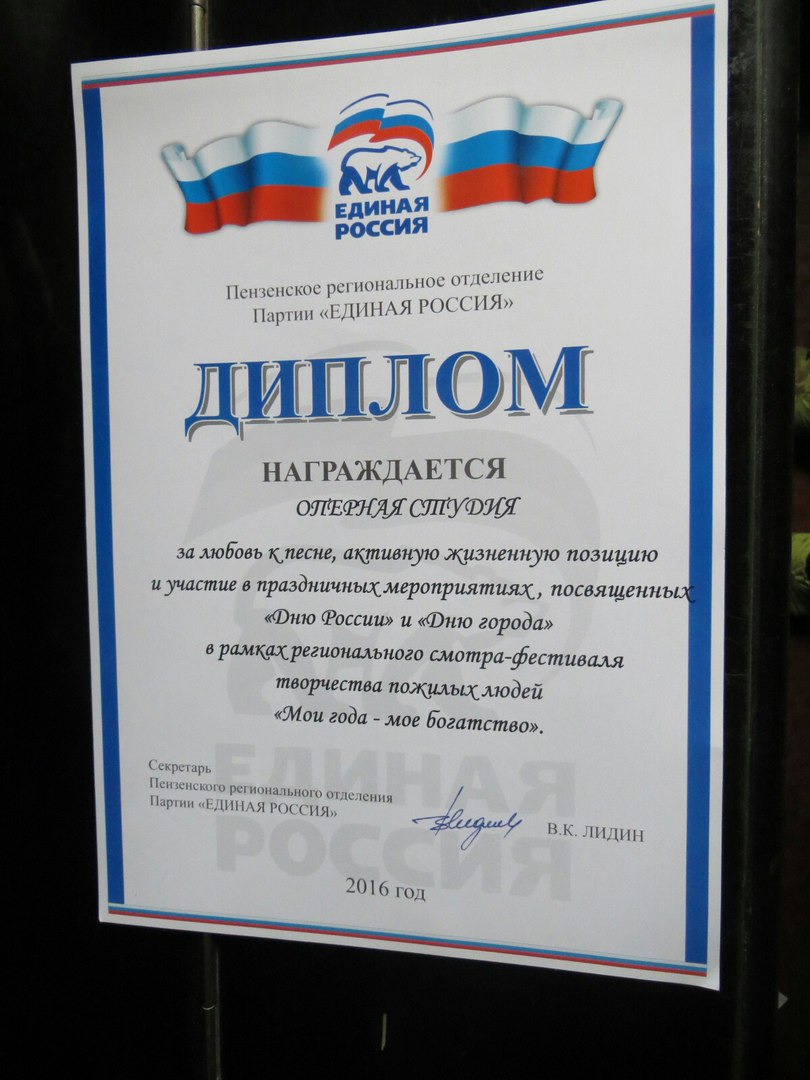 ЕДИНАЯ
РОССИЯ
Пензенское региональное отделение
Партии «ЕДИНАЯ РОССИЯ»
ДИПЛОМ
НАГРАЖДАЕТСЯ
ОПЕРНАЯ СТУДИЯ
за любовь к песне, активную жизненную позицию
и участие в праздничных мероприятиях , посвященных
«Дню России» и «Дню города»
в рамках регионального смотра-фестиваля
творчества пожилых людей
«Мои года - мое богатство».
ЕДИНАЯ
РОССИЯ
Секретарь
Пензенского регионального отделения
Партии «ЕДИНАЯ РОССИЯ»
В.К. ЛИДИН
2016 год